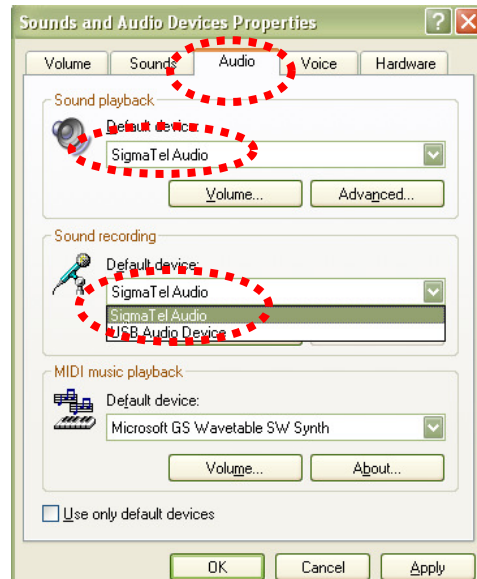 Sounds and Audio Devices Properties
Volume Sounds Audio Voice Hardware
Sound playback
Default device:
SigmaTel Audio
Volume... Advanced...
Sound recording
Default device:
SigmaTel Audio
SigmaTel Audio
USB Audio Device
MIDI music playback
Default device:
Microsoft GS Wavetable SW Synth
Volume... About...
Use only default devices
OK Cancel Apply